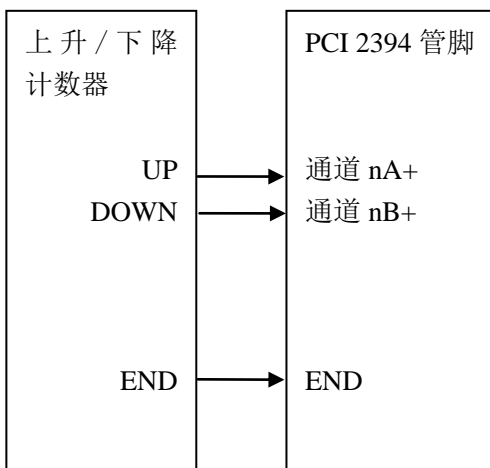 上升/下降
计数器
UP
DOWN
END
PCI 2394 管脚
通道 nA+
通道 nB+
END